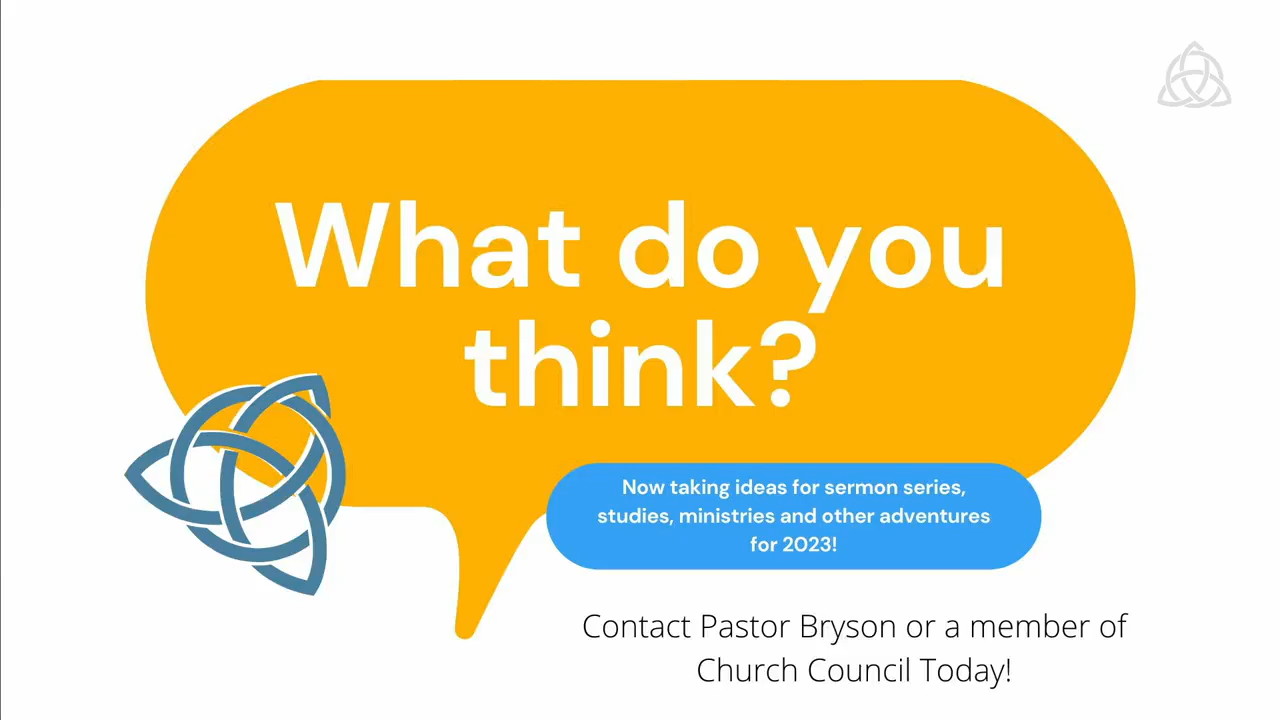 What do you
think?
Now taking ideas for sermon series,
studies, ministries and other adventures
for 2023!
Contact Pastor Bryson or a member of
Church Council Today!